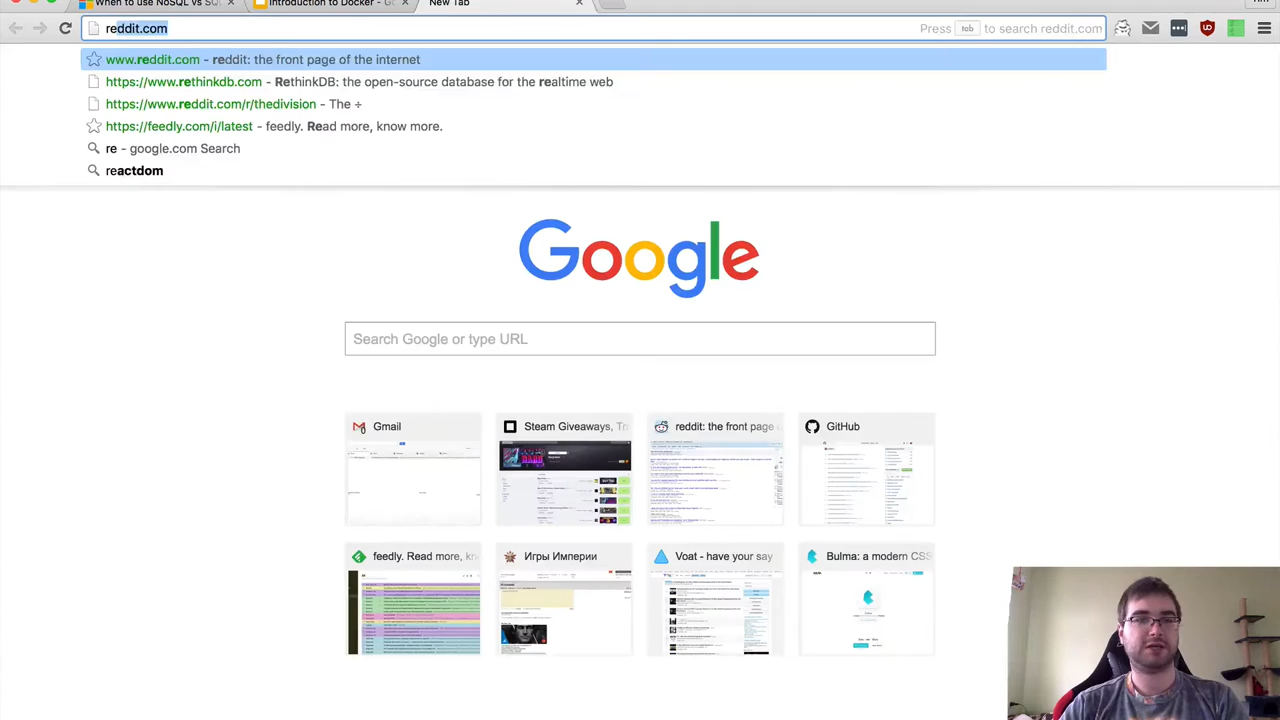 When to use NoSQL vs SQL
Introduction to Docker - Go
New Tab
reddit.com
Press tab to search reddit.com
www.reddit.com - reddit: the front page of the internet
https://www.rethinkdb.com - RethinkDB: the open-source database for the realtime web
https://www.reddit.com/r/thedivision - The ÷
https://feedly.com/i/latest - feedly. Read more, know more.
re - google.com Search
reactdom
Google
Search Google or type URL
Gmail
Steam Giveaways, Tr
reddit: the front page o
GitHub
feedly. Read more, kn
Игры Империи
Voat - have your say
Bulma: a modern CSS